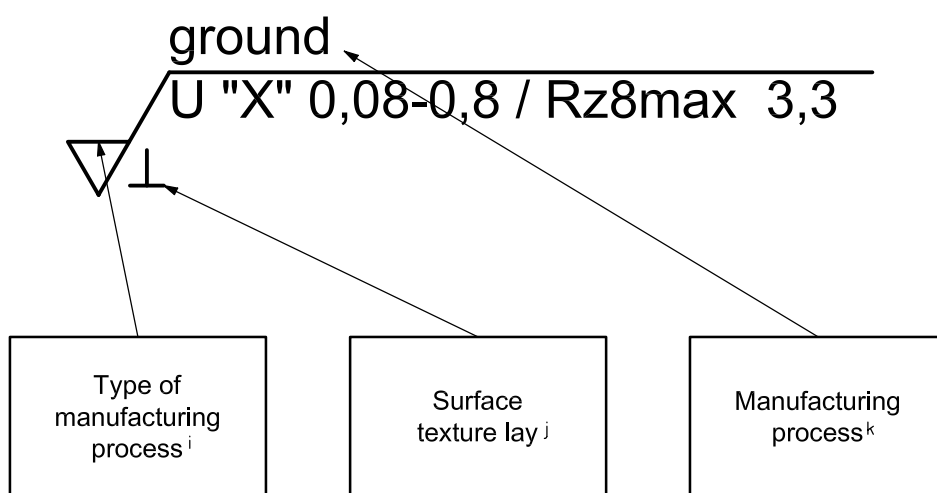 ground
U "X" 0,08-0,8 / Rz8max 3,3
Type of
manufacturing
process i
Surface
texture lay j
Manufacturing
process k